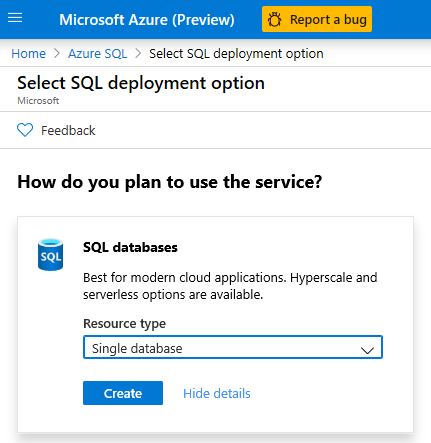 Microsoft Azure (Preview) Report a bug
Home > Azure SQL > Select SQL deployment option
Select SQL deployment option
Microsoft
Feedback
How do you plan to use the service?
SQL
SQL databases
Best for modern cloud applications. Hyperscale and
serverless options are available.
Resource type
Single database
Create Hide details